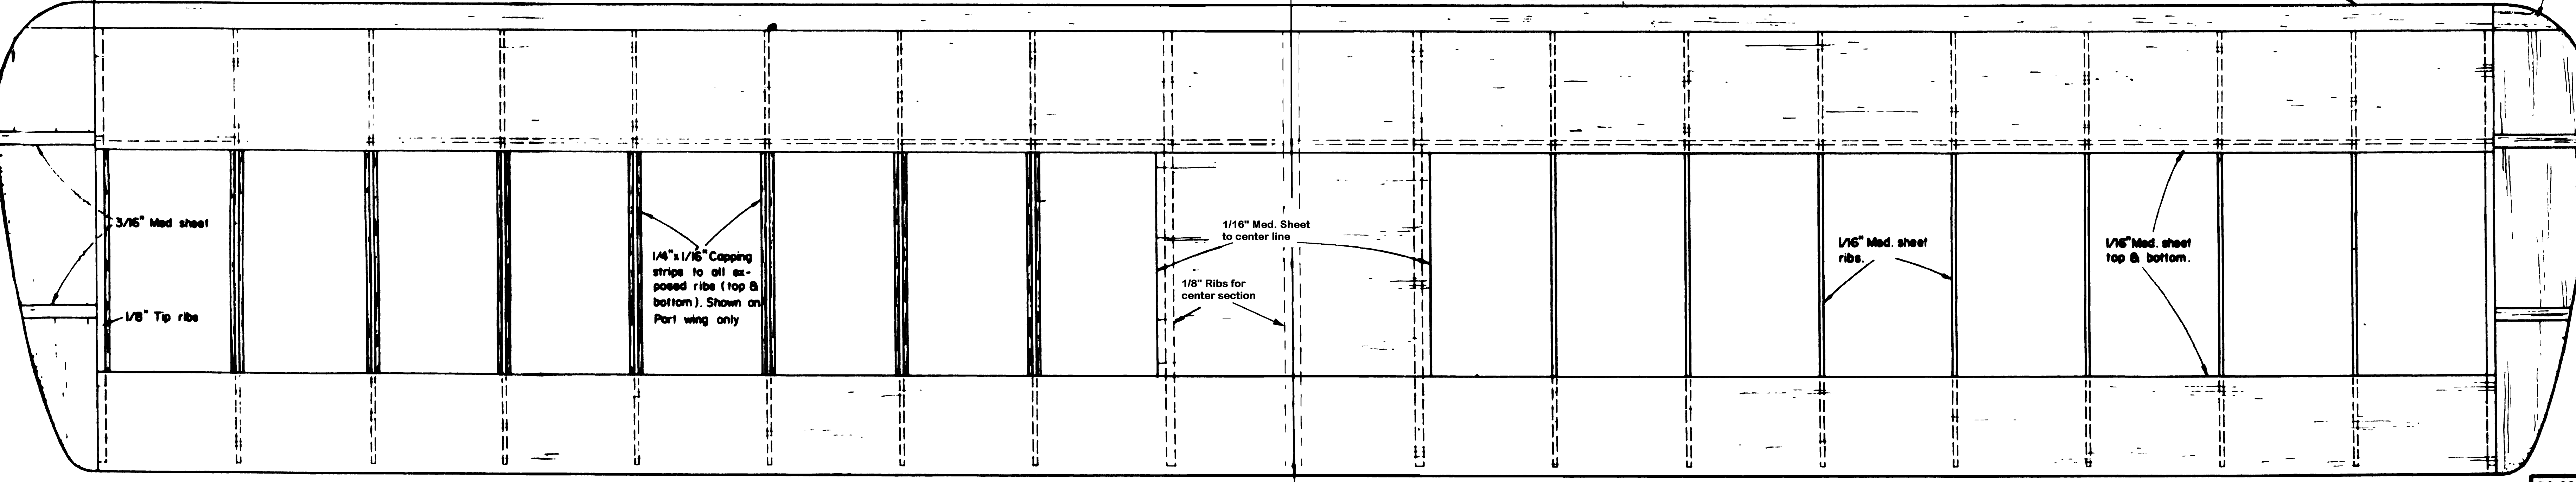 3/16" Med sheet
1/8" Tip ribs
1/4" x 1/16" Capping
strips to all ex-
posed ribs (top &
bottom). Shown on
Port wing only
1/16" Med. Sheet
to center line
1/8" Ribs for
center section
1/16" Med. sheet
ribs.
1/16" Med. sheet
top & bottom.